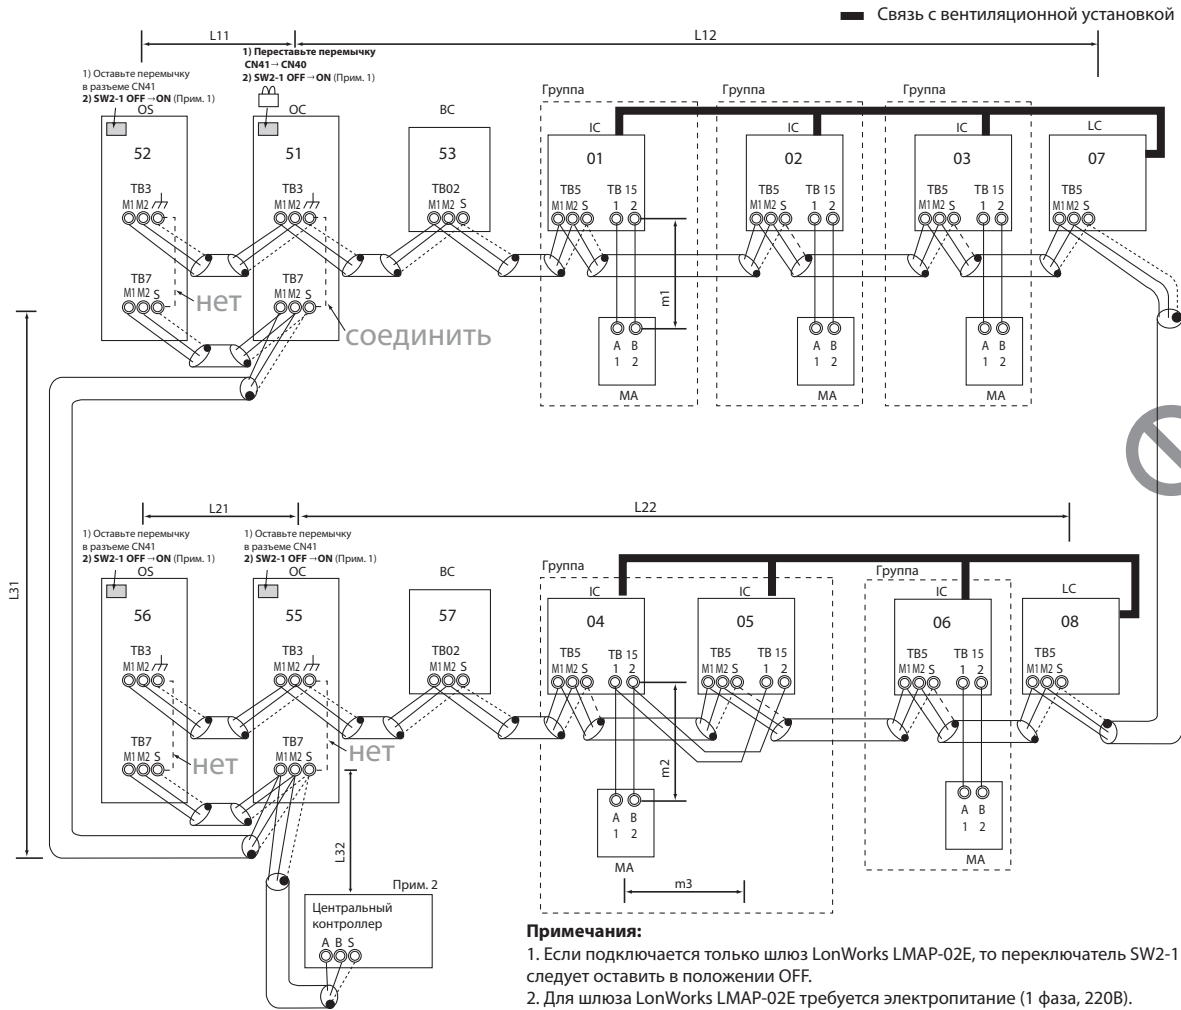 Связь с вентиляционной установкой
L11
L12
1) Оставьте перемычку
в разъеме CN41
2) SW2-1 OFF→ON (Прим. 1)
1) Переставьте перемычку
CN41→ CN40
2) SW2-1 OFF→ON (Прим. 1)
OS
OC
BC
Группа
Группа
Группа
IC
IC
IC
LC
52
51
53
01
02
03
07
TB3
TB3
TB02
TB5
TB 15
TB5
TB 15
TB5
TB 15
TB5
M1 M2
M1 M2
M1 M2 S
M1 M2 S
1 2
M1 M2 S
1 2
M1 M2 S
1 2
M1 M2 S
TB7
TB7
M1 M2 S
M1 M2 S
нет
соединить
m1
A B
1 2
MA
A B
1 2
MA
A B
1 2
MA
L31
L21
L22
1) Оставьте перемычку
в разъеме CN41
2) SW2-1 OFF→ON (Прим. 1)
1) Оставьте перемычку
в разъеме CN41
2) SW2-1 OFF→ON (Прим. 1)
OS
OC
BC
Группа
Группа
IC
IC
IC
LC
56
55
57
04
05
06
08
TB3
TB3
TB02
TB5
TB 15
TB5
TB 15
TB5
TB 15
TB5
M1 M2
M1 M2
M1 M2 S
M1 M2 S
1 2
M1 M2 S
1 2
M1 M2 S
1 2
M1 M2 S
TB7
TB7
M1 M2 S
M1 M2 S
нет
нет
m2
A B
1 2
MA
A B
1 2
MA
m3
L32
Прим. 2
Центральный
контроллер
A B S
Примечания:
1. Если подключается только шлюз LonWorks LMAP-02E, то переключатель SW2-1
следует оставить в положении OFF.
2. Для шлюза LonWorks LMAP-02E требуется электропитание (1 фаза, 220В).